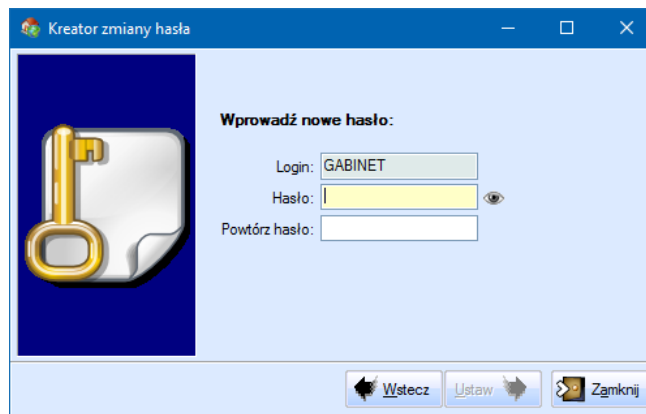 Kreator zmiany hasła
Wprowadź nowe hasło:
Login: GABINET
Hasło:
Powtórz hasło:
Wstecz Ustaw Zamknij